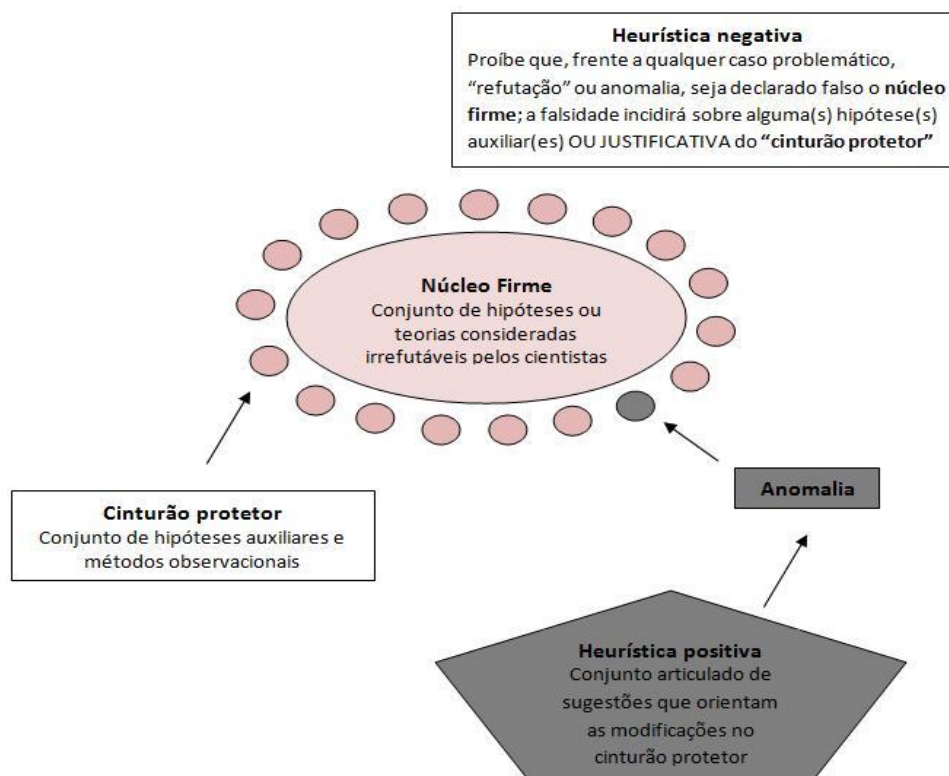 Heurística negativa
Proíbe que, frente a qualquer caso problemático,
“refutação” ou anomalia, seja declarado falso o núcleo
firme; a falsidade incidirá sobre alguma(s) hipótese(s)
auxiliar(es) OU JUSTIFICATIVA do “cinturão protetor”
Núcleo Firme
Conjunto de hipóteses ou
teorias consideradas
irrefutáveis pelos cientistas
Anomalia
Cinturão protetor
Conjunto de hipóteses auxiliares e
métodos observacionais
Heurística positiva
Conjunto articulado de
sugestões que orientam
as modificações no
cinturão protetor